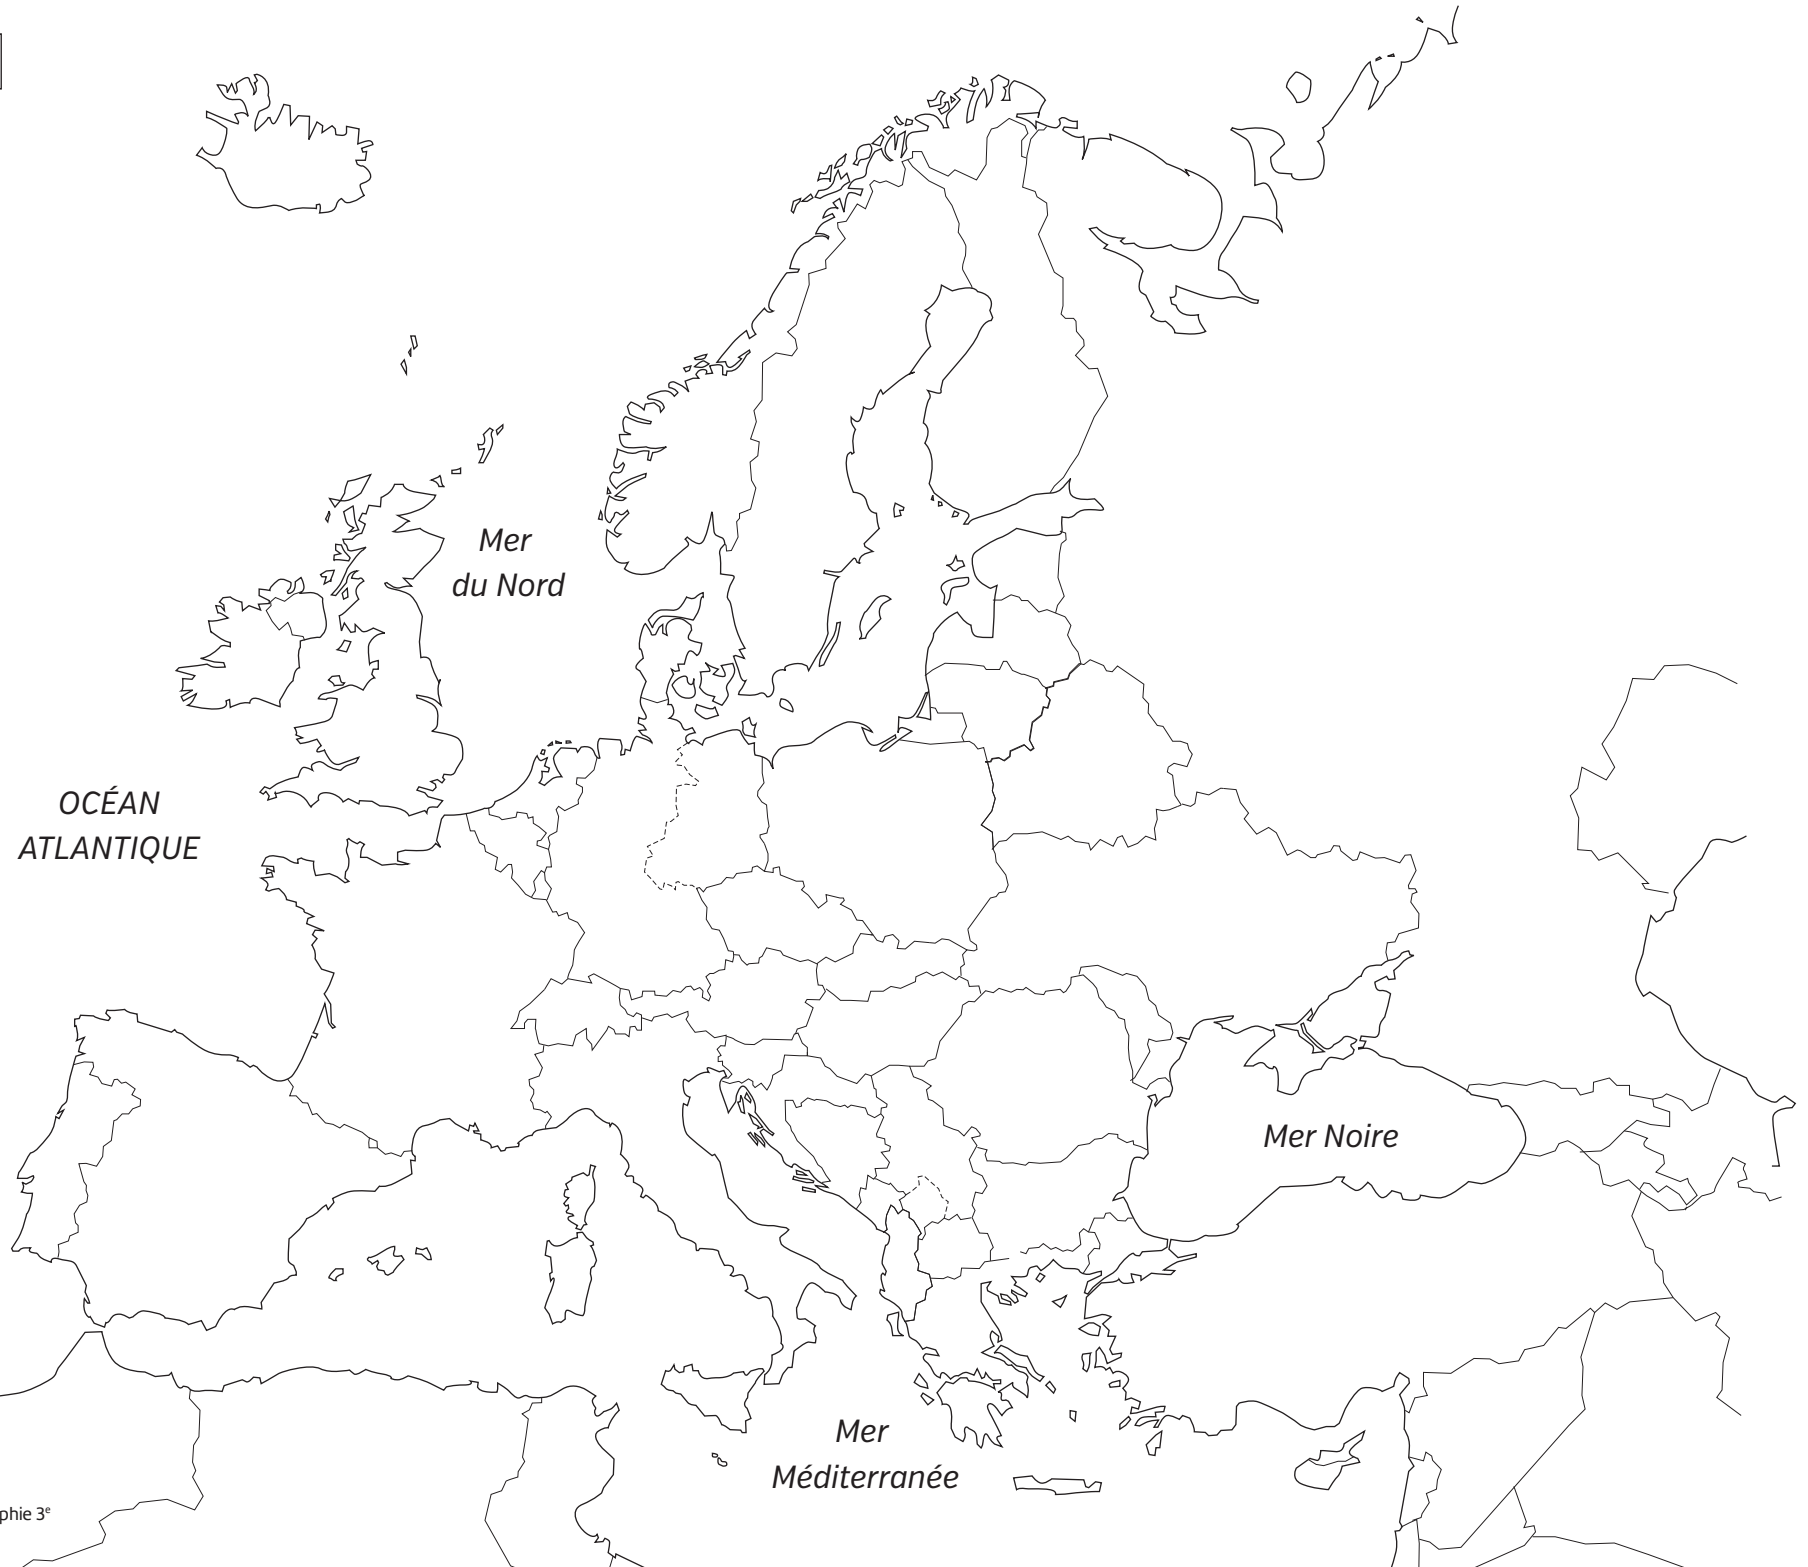 Mer
du Nord
OCÉAN
ATLANTIQUE
Mer Noire
Mer
Méditerranée
phie 3e